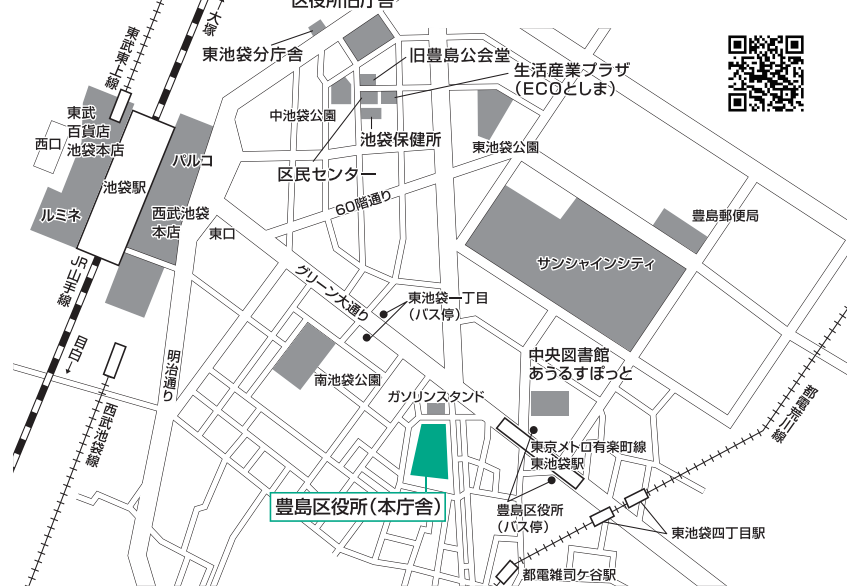 区役所旧庁舎
大塚
東武東上線
東池袋分庁舎
旧豊島公会堂
生活産業プラザ
（ECOとしま）
東武
百貨店
池袋本店
西口
中池袋公園
池袋保健所
東池袋公園
パルコ
区民センター
池袋駅
ルミネ
西武池袋
本店
60階通り
豊島郵便局
東口
サンシャインシティ
JR山手線
グリーン大通り
東池袋一丁目
（バス停）
目白→
明治通り
中央図書館
あうるすぽっと
南池袋公園
ガソリンスタンド
都電荒川線
西武池袋線
東京メトロ有楽町線
東池袋駅
豊島区役所（本庁舎）
豊島区役所
（バス停）
東池袋四丁目駅
都電雑司ケ谷駅